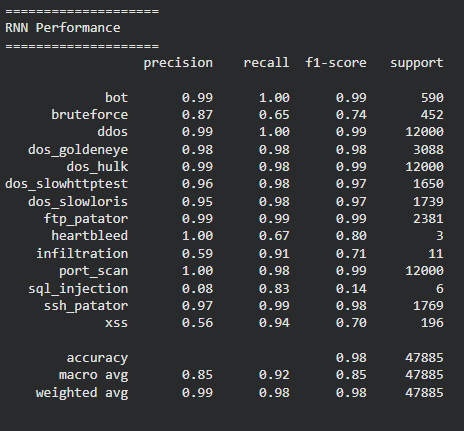 ====================
RNN Performance
====================
precision recall f1-score support
bot 0.99 1.00 0.99 590
bruteforce 0.87 0.65 0.74 452
ddos 0.99 1.00 0.99 12000
dos_goldeneye 0.98 0.98 0.98 3088
dos_hulk 0.99 0.98 0.99 12000
dos_slowhttptest 0.96 0.98 0.97 1650
dos_slowloris 0.95 0.98 0.97 1739
ftp_patator 0.99 0.99 0.99 2381
heartbleed 1.00 0.67 0.80 3
infiltration 0.59 0.91 0.71 11
port_scan 1.00 0.98 0.99 12000
sql_injection 0.08 0.83 0.14 6
ssh_patator 0.97 0.99 0.98 1769
xss 0.56 0.94 0.70 196
accuracy 0.98 47885
macro avg 0.85 0.92 0.85 47885
weighted avg 0.99 0.98 0.98 47885